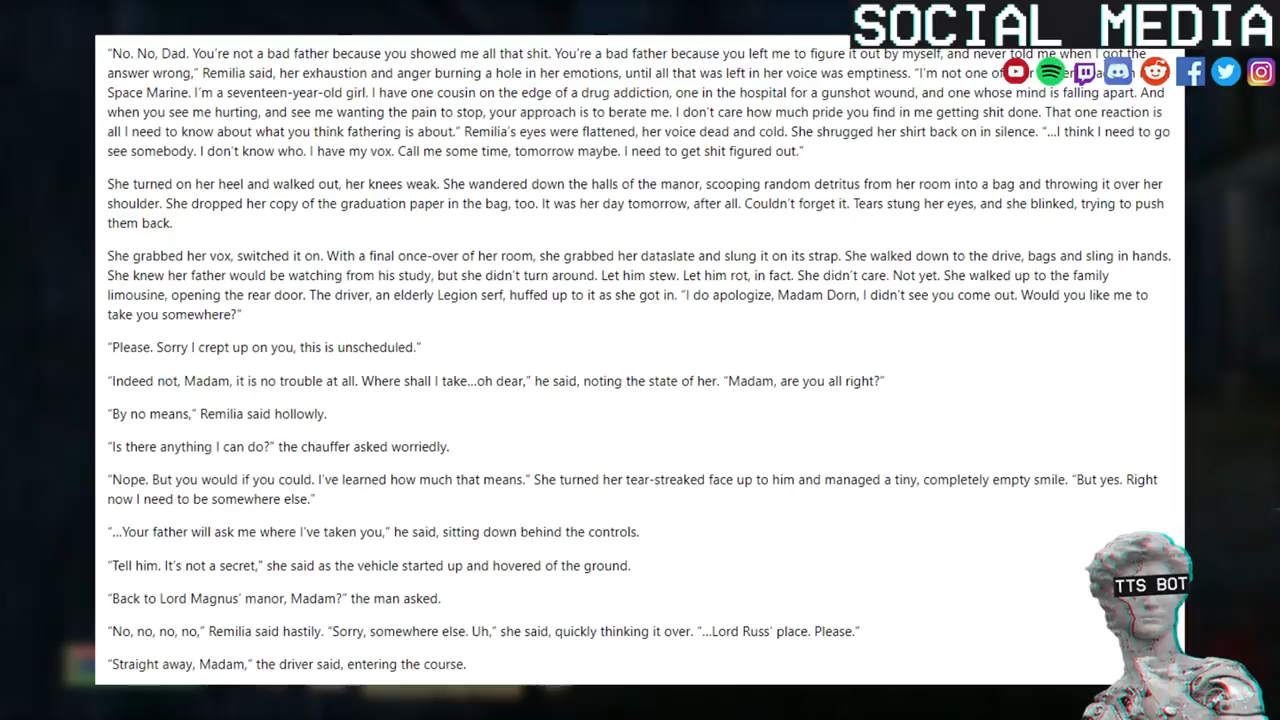 SOCIAL MEDIA
“No. No, Dad. You’re not a bad father because you showed me all that shit. You’re a bad father because you left me to figure it out by myself, and never told me when I got the
answer wrong,” Remilia said, her exhaustion and anger burning a hole in her emotions, until all that was left in her voice was emptiness. “I’m not one of
Space Marine. I’m a seventeen-year-old girl. I have one cousin on the edge of a drug addiction, one in the hospital for a gunshot wound, and one whose mind is falling apart. And
when you see me hurting, and see me wanting the pain to stop, your approach is to berate me. I don’t care how much pride you find in me getting shit done. That one reaction is
all I need to know about what you think fathering is about.” Remilia’s eyes were flattened, her voice dead and cold. She shrugged her shirt back on in silence. “…I think I need to go
see somebody. I don’t know who. I have my vox. Call me some time, tomorrow maybe. I need to get shit figured out.”
She turned on her heel and walked out, her knees weak. She wandered down the halls of the manor, scooping random detritus from her room into a bag and throwing it over her
shoulder. She dropped her copy of the graduation paper in the bag, too. It was her day tomorrow, after all. Couldn’t forget it. Tears stung her eyes, and she blinked, trying to push
them back.
She grabbed her vox, switched it on. With a final once-over of her room, she grabbed her dataslate and slung it on its strap. She walked down to the drive, bags and sling in hands.
She knew her father would be watching from his study, but she didn’t turn around. Let him stew. Let him rot, in fact. She didn’t care. Not yet. She walked up to the family
limousine, opening the rear door. The driver, an elderly Legion serf, huffed up to it as she got in. “I do apologize, Madam Dorn, I didn’t see you come out. Would you like me to
take you somewhere?”
“Please. Sorry I crept up on you, this is unscheduled.”
“Indeed not, Madam, it is no trouble at all. Where shall I take…oh dear,” he said, noting the state of her. “Madam, are you all right?”
“By no means,” Remilia said hollowly.
“Is there anything I can do?” the chauffer asked worriedly.
“Nope. But you would if you could. I’ve learned how much that means.” She turned her tear-streaked face up to him and managed a tiny, completely empty smile. “But yes. Right
now I need to be somewhere else.”
“…Your father will ask me where I’ve taken you,” he said, sitting down behind the controls.
“Tell him. It’s not a secret,” she said as the vehicle started up and hovered of the ground.
“Back to Lord Magnus’ manor, Madam?” the man asked.
“No, no, no, no,” Remilia said hastily. “Sorry, somewhere else. Uh,” she said, quickly thinking it over. “…Lord Russ’ place. Please.”
“Straight away, Madam,” the driver said, entering the course.
TTS BOT